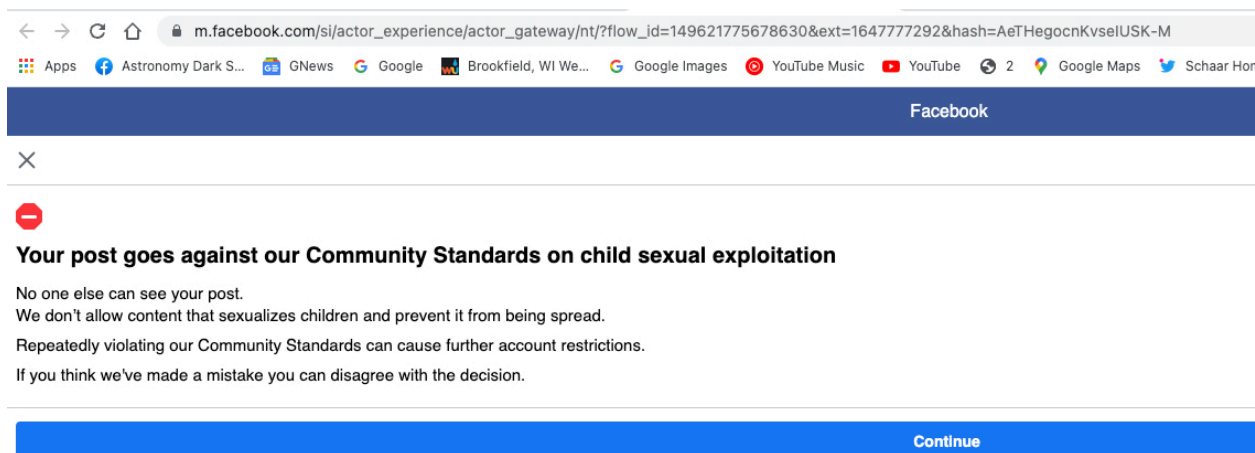 m.facebook.com/si/actor_experience/actor_gateway/nt/?flow_id=149621775678630&ext=1647777292&hash=AeTHegocnKvseIUSK-M
Apps Astronomy Dark S... GNews Google Brookfield, WI We... Google Images YouTube Music YouTube 2 Google Maps Schaar Hor
Facebook
Your post goes against our Community Standards on child sexual exploitation
No one else can see your post.
We don't allow content that sexualizes children and prevent it from being spread.
Repeatedly violating our Community Standards can cause further account restrictions.
If you think we've made a mistake you can disagree with the decision.
Continue